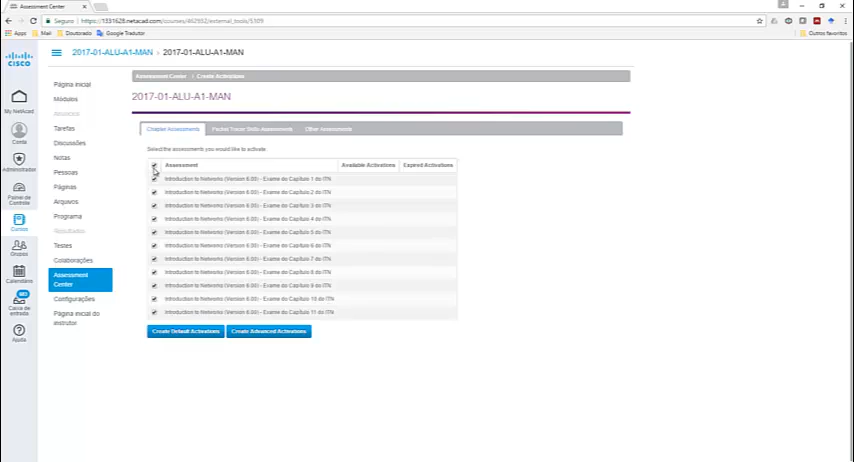 Assessment Center
Seguro
https://1331628.netacad.com/courses/462932/external_tools/5309
Apps
Mail
Doutorado
Google Tradutor
Outros favoritos
CISCO
2017-01-ALU-A1-MAN › 2017-01-ALU-A1-MAN
My NetAcad
Conta
Administrador
Painel de
Controle
Cursos
Grupos
Calendário
Caixa de
entrada
Ajuda
Página inicial
Módulos
Anúncios
Tarefas
Discussões
Notas
Pessoas
Páginas
Arquivos
Programa
Resultados
Testes
Colaborações
Assessment
Center
Configurações
Página inicial do
instrutor
Assessment Center / Create Activations
2017-01-ALU-A1-MAN
Chapter Assessments
Packet Tracer Skills Assessments
Other Assessments
Select the assessments you would like to activate.
Assessment Available Activations Expired Activations
Introduction to Networks (Version 6.00) - Exame do Capítulo 1 do ITN
Introduction to Networks (Version 6.00) - Exame do Capítulo 2 do ITN
Introduction to Networks (Version 6.00) - Exame do Capítulo 3 do ITN
Introduction to Networks (Version 6.00) - Exame do Capítulo 4 do ITN
Introduction to Networks (Version 6.00) - Exame do Capítulo 5 do ITN
Introduction to Networks (Version 6.00) - Exame do Capítulo 6 do ITN
Introduction to Networks (Version 6.00) - Exame do Capítulo 7 do ITN
Introduction to Networks (Version 6.00) - Exame do Capítulo 8 do ITN
Introduction to Networks (Version 6.00) - Exame do Capítulo 9 do ITN
Introduction to Networks (Version 6.00) - Exame do Capítulo 10 do ITN
Introduction to Networks (Version 6.00) - Exame do Capítulo 11 do ITN
Create Default Activations
Create Advanced Activations